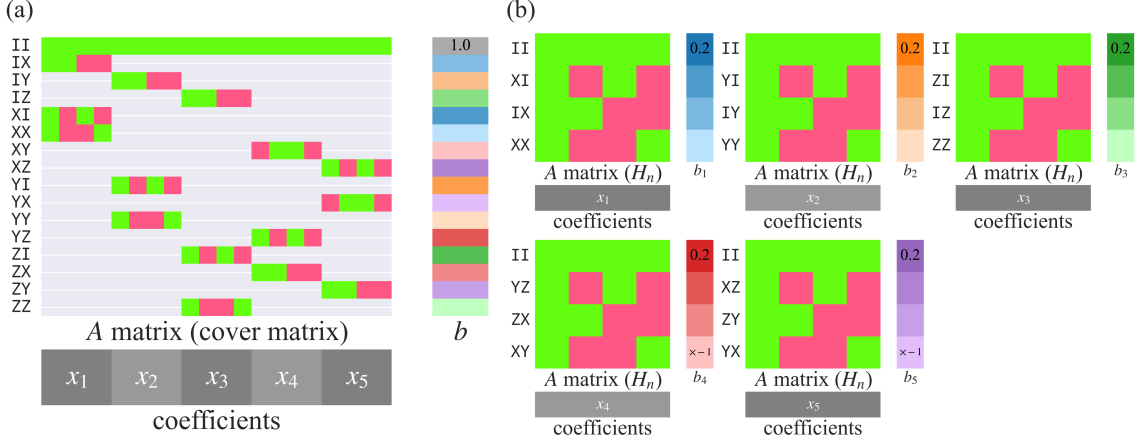 (a)
II
IX
IY
IZ
XI
XX
XY
XZ
YI
YX
YY
YZ
ZI
ZX
ZY
ZZ
1.0
A matrix (cover matrix)
b
x1 x2 x3 x4 x5
coefficients
(b)
II
XI
IX
XX
0.2
A matrix (Hn)
b1
x1
coefficients
II
YI
IY
YY
0.2
A matrix (Hn)
b2
x2
coefficients
II
ZI
IZ
ZZ
0.2
A matrix (Hn)
b3
x3
coefficients
II
YZ
ZX
XY
0.2
×−1
A matrix (Hn)
b4
x4
coefficients
II
XZ
ZY
YX
0.2
×−1
A matrix (Hn)
b5
x5
coefficients